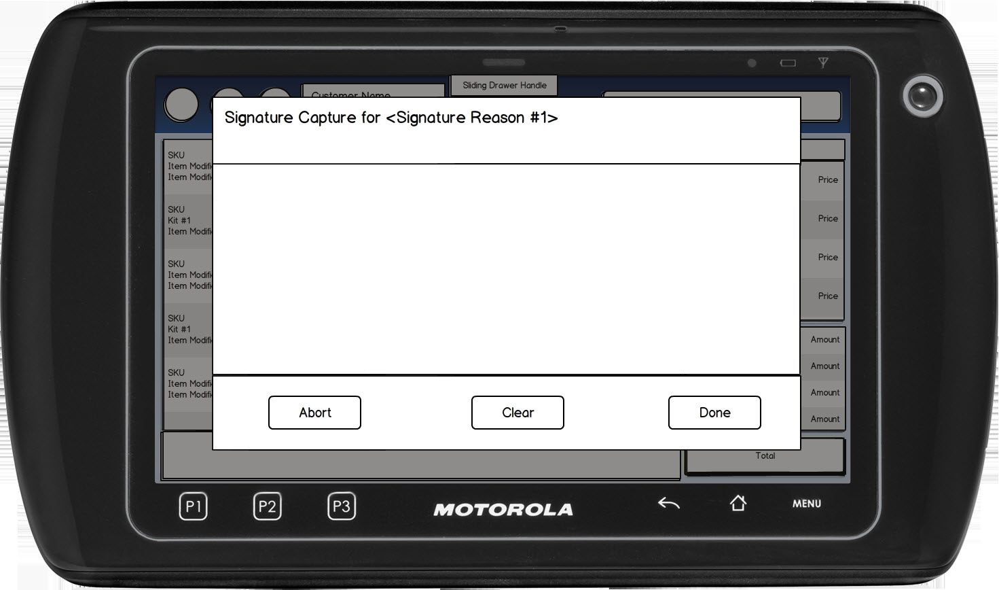 Sliding Drawer Handle
Customer Name
Signature Capture for <Signature Reason #1>
SKU
Item Modifi
Item Modifi
SKU
Kit #1
Item Modifi
SKU
Item Modifi
Item Modifi
SKU
Kit #1
Item Modifi
SKU
Item Modifi
Item Modifi
Price
Price
Price
Price
Amount
Amount
Amount
Amount
Abort
Clear
Done
Total
P1
P2
P3
MOTOROLA
MENU